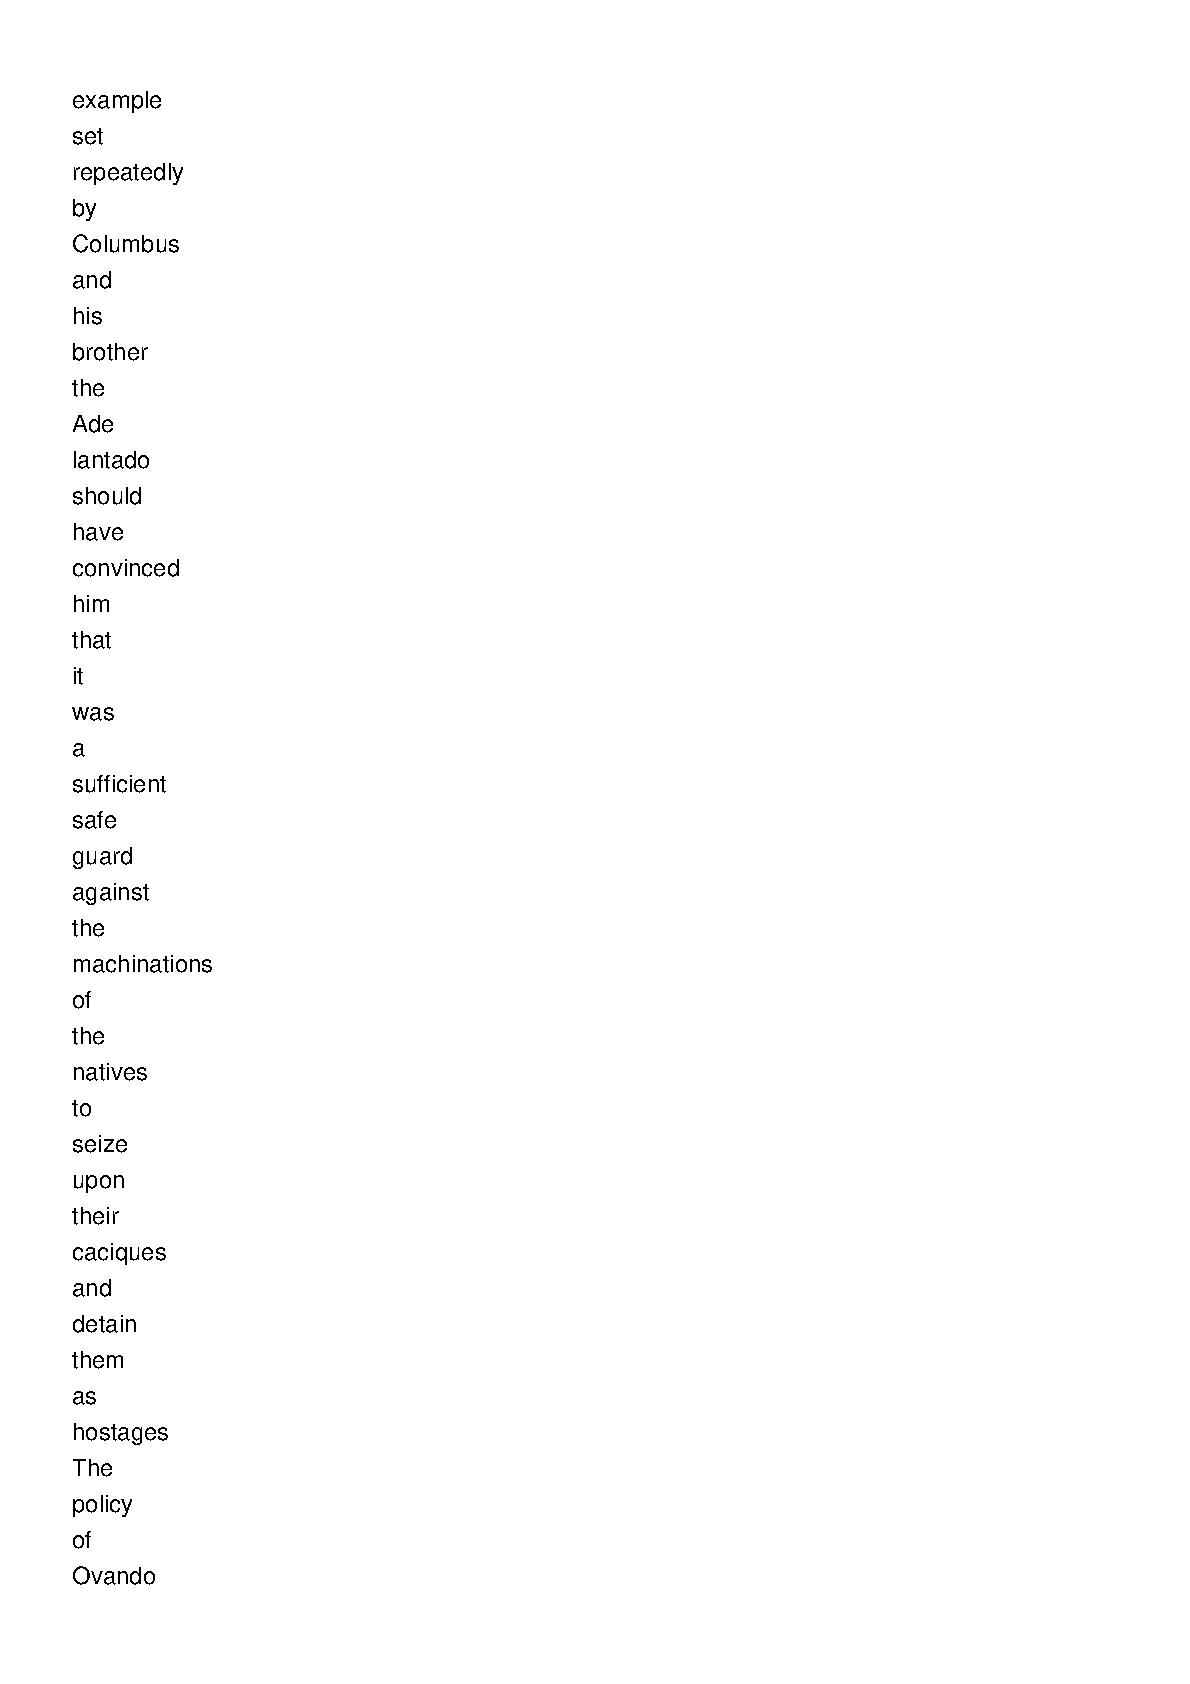 example
set
repeatedly
by
Columbus
and
his
brother
the
Ade
lantado
should
have
convinced
him
that
it
was
a
sufficient
safe
guard
against
the
machinations
of
the
natives
to
seize
upon
their
caciques
and
detain
them
as
hostages
The
policy
of
Ovando